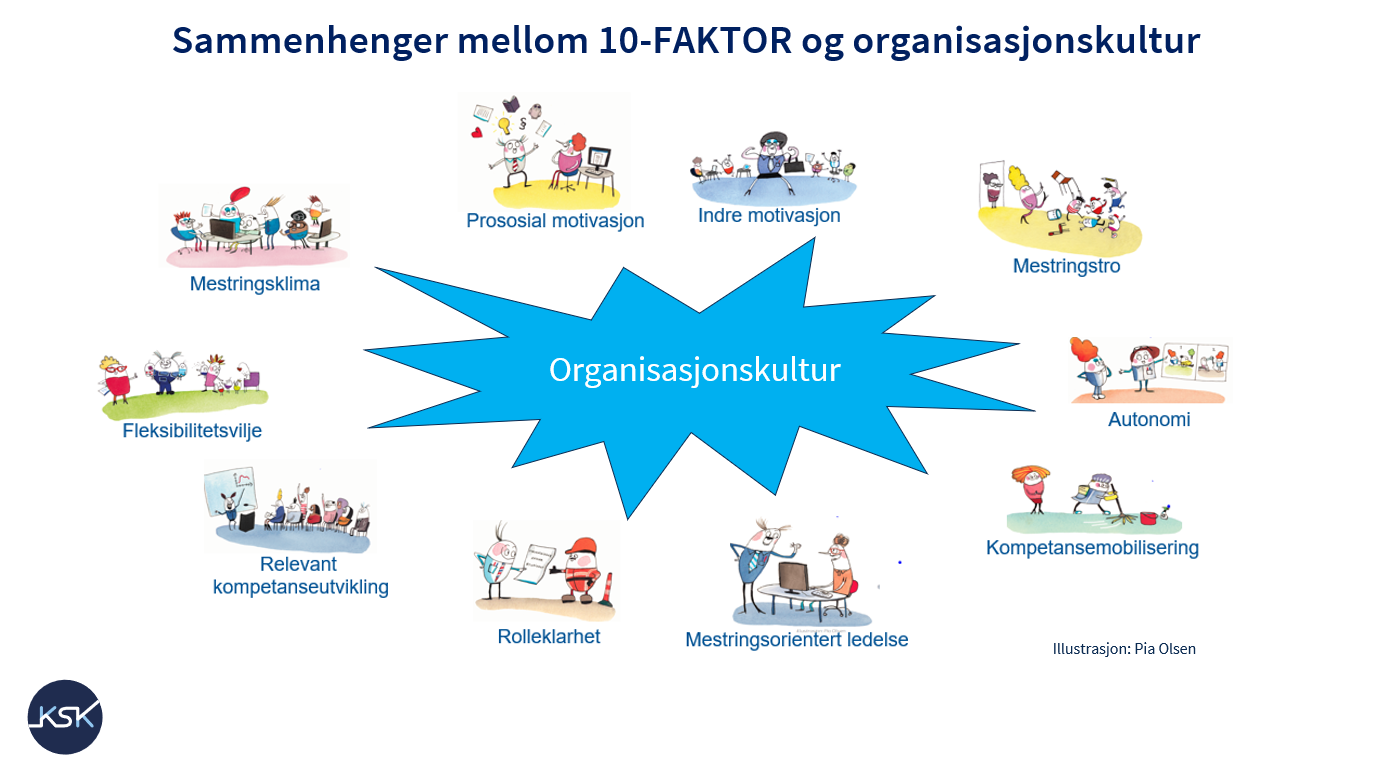 Sammenhenger mellom 10-FAKTOR og organisasjonskultur
Prososial motivasjon
Indre motivasjon
Mestringsklima
Mestringstro
Organisasjonskultur
Fleksibilitetsvilje
Autonomi
Relevant
kompetanseutvikling
Kompetansemobilisering
Rolleklarhet
Mestringsorientert ledelse
Illustrasjon: Pia Olsen
KSK